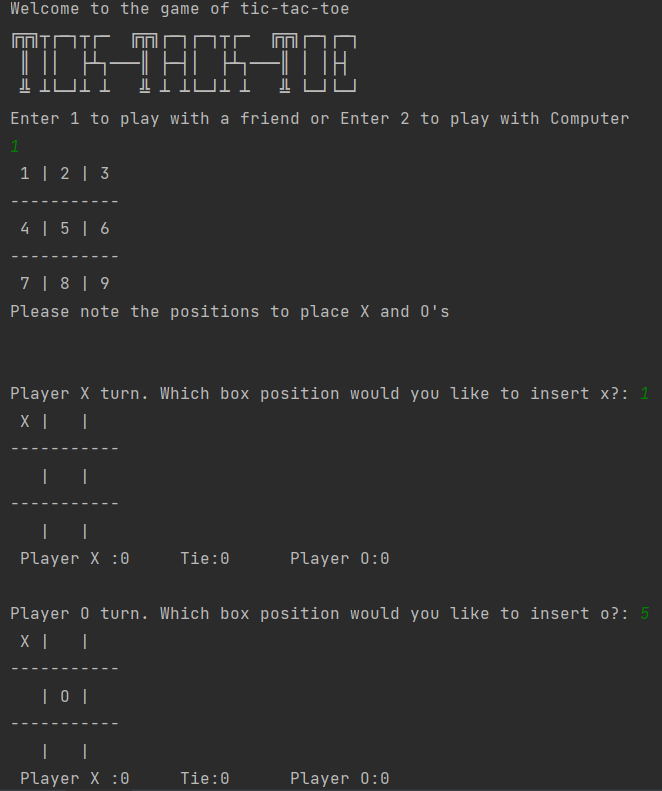 Welcome to the game of tic-tac-toe
TIC-TAC-TOE
Enter 1 to play with a friend or Enter 2 to play with Computer
1
1 | 2 | 3
-----------
4 | 5 | 6
-----------
7 | 8 | 9
Please note the positions to place X and O's
Player X turn. Which box position would you like to insert x?: 1
X |   |
-----------
  |   |
-----------
  |   |
Player X :0     Tie:0      Player O:0
Player O turn. Which box position would you like to insert o?: 5
X |   |
-----------
  | O |
-----------
  |   |
Player X :0     Tie:0      Player O:0